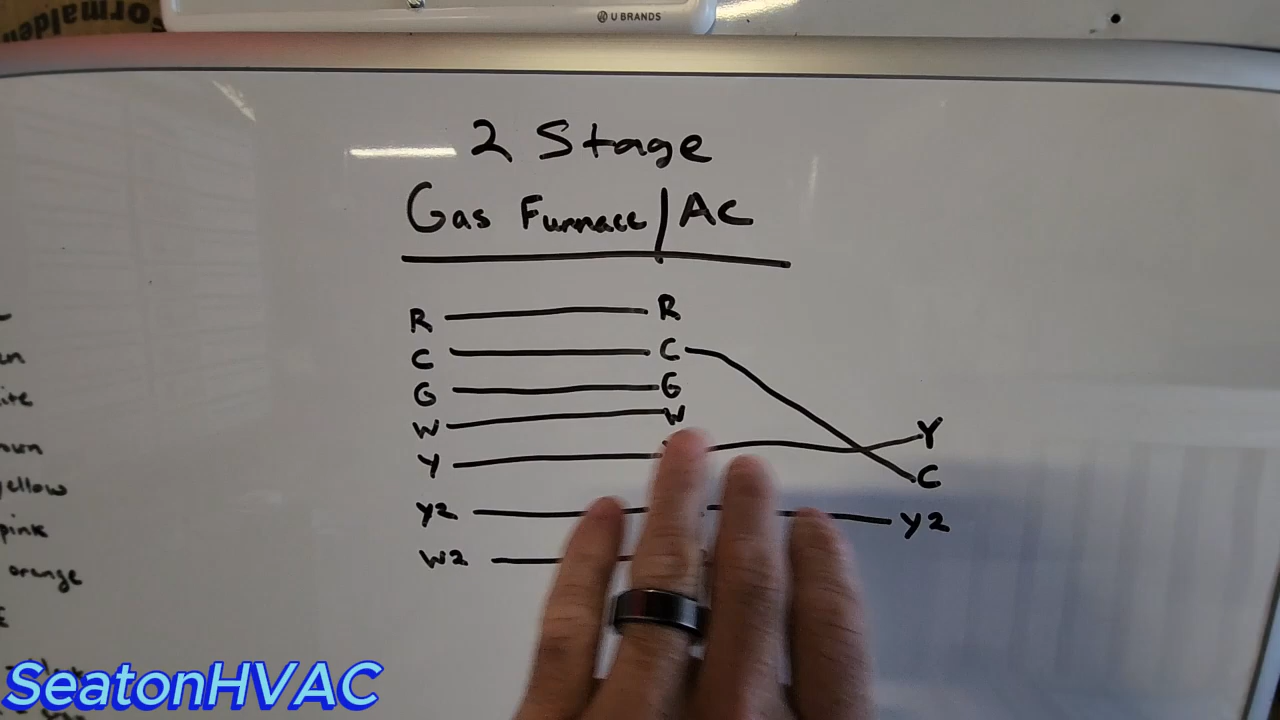 U BRANDS
2 Stage
Gas Furnace/AC
R R
C C
G G
W W
Y Y
C
Y2 Y2
W2
yellow
pink
orange
SeatonHVAC